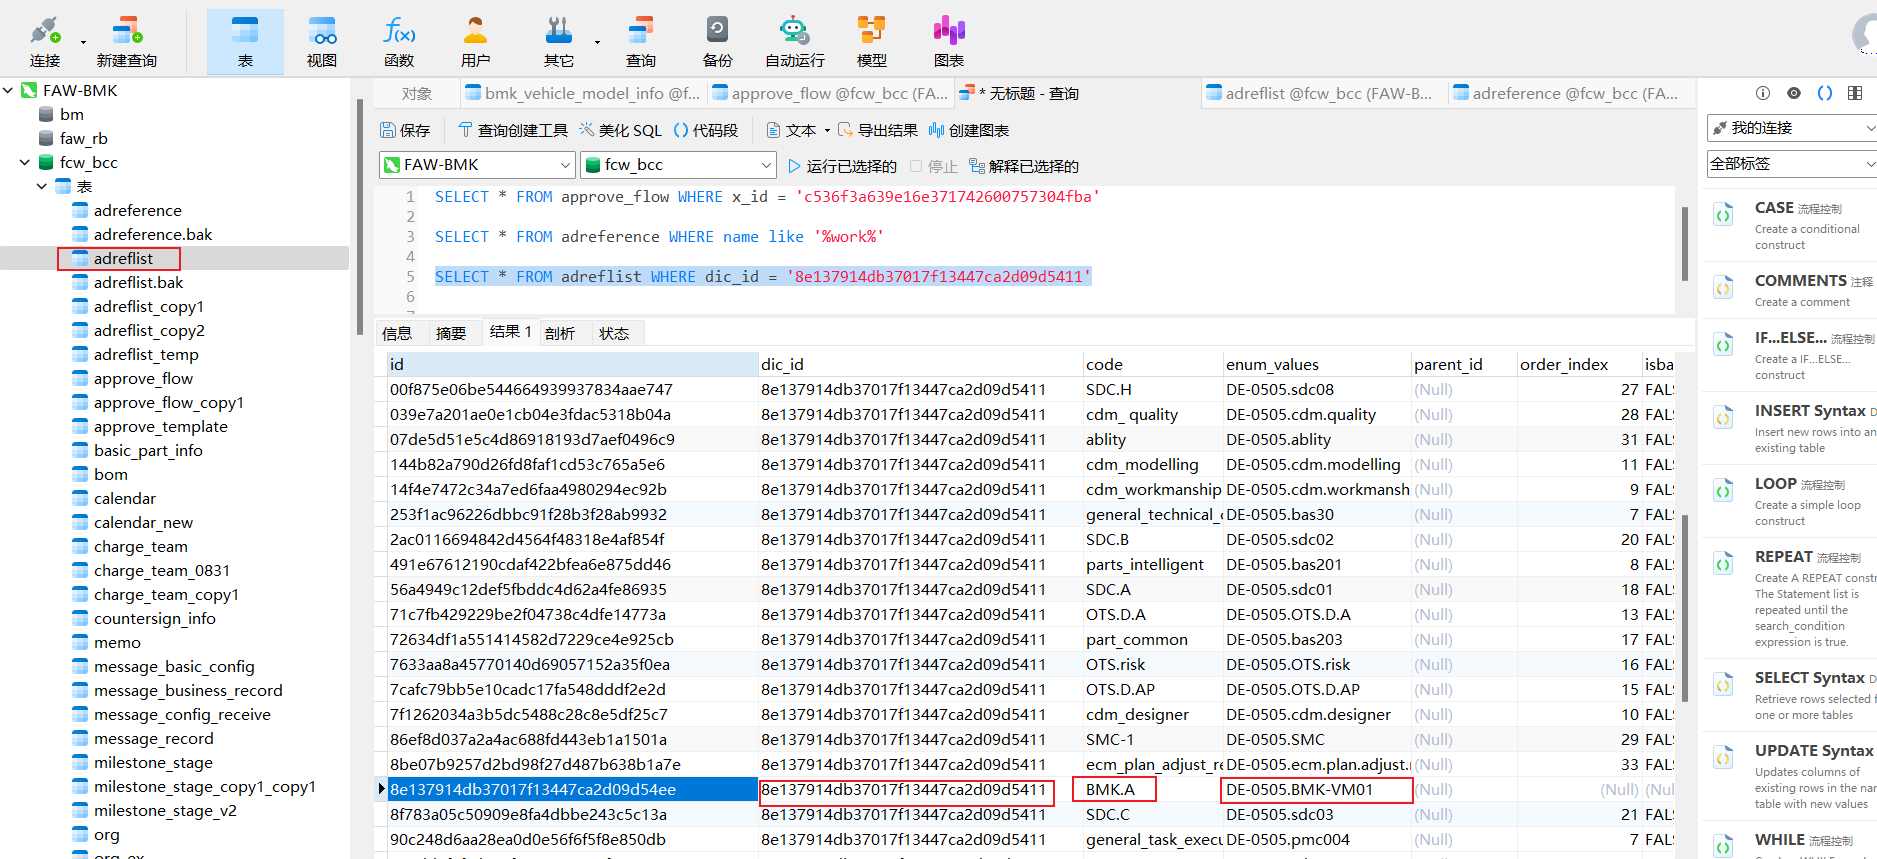 连接
新建查询
表
视图
函数
用户
其它
查询
备份
自动运行
模型
图表
FAW-BMK
bm
faw_rb
fcw_bcc
表
adreference
adreference.bak
adreflist
adreflist.bak
adreflist_copy1
adreflist_copy2
adreflist_temp
approve_flow
approve_flow_copy1
approve_template
basic_part_info
bom
calendar
calendar_new
charge_team
charge_team_0831
charge_team_copy1
countersign_info
memo
message_basic_config
message_business_record
message_config_receive
message_record
milestone_stage
milestone_stage_copy1_copy1
milestone_stage_v2
org
对象
bmk_vehicle_model_info @f...
approve_flow @fcw_bcc (FA...
* 无标题 - 查询
adreflist @fcw_bcc (FAW-B...
adreference @fcw_bcc (FA...
保存 查询创建工具 美化 SQL () 代码段 文本 导出结果 创建图表
FAW-BMK fcw_bcc 运行已选择的 停止 解释已选择的
1 SELECT * FROM approve_flow WHERE x_id = 'c536f3a639e16e371742600757304fba'
2
3 SELECT * FROM adreference WHERE name like '%work%'
4
5 SELECT * FROM adreflist WHERE dic_id = '8e137914db37017f13447ca2d09d5411'
6
信息 摘要 结果 1 剖析 状态
id dic_id code enum_values parent_id order_index isba
00f875e06be544664939937834aae747 8e137914db37017f13447ca2d09d5411 SDC.H DE-0505.sdc08 (Null) 27 FALS
039e7a201ae0e1cb04e3fdac5318b04a 8e137914db37017f13447ca2d09d5411 cdm_ quality DE-0505.cdm.quality (Null) 28 FALS
07de5d51e5c4d86918193d7aef0496c9 8e137914db37017f13447ca2d09d5411 ablity DE-0505.ablity (Null) 31 FALS
144b82a790d26fd8faf1cd53c765a5e6 8e137914db37017f13447ca2d09d5411 cdm_modelling DE-0505.cdm.modelling (Null) 11 FALS
14f4e7472c34a7ed6faa4980294ec92b 8e137914db37017f13447ca2d09d5411 cdm_workmanship DE-0505.cdm.workmansh (Null) 9 FALS
253f1ac96226dbbc91f28b3f28ab9932 8e137914db37017f13447ca2d09d5411 general_technical_c DE-0505.bas30 (Null) 7 FALS
2ac0116694842d4564f48318e4af854f 8e137914db37017f13447ca2d09d5411 SDC.B DE-0505.sdc02 (Null) 20 FALS
491e67612190cdaf422bfea6e875dd46 8e137914db37017f13447ca2d09d5411 parts_intelligent DE-0505.bas201 (Null) 8 FALS
56a4949c12def5fbddc4d62a4fe86935 8e137914db37017f13447ca2d09d5411 SDC.A DE-0505.sdc01 (Null) 18 FALS
71c7fb429229be2f04738c4dfe14773a 8e137914db37017f13447ca2d09d5411 OTS.D.A DE-0505.OTS.D.A (Null) 13 FALS
72634df1a551414582d7229ce4e925cb 8e137914db37017f13447ca2d09d5411 part_common DE-0505.bas203 (Null) 17 FALS
7633aa8a45770140d69057152a35f0ea 8e137914db37017f13447ca2d09d5411 OTS.risk DE-0505.OTS.risk (Null) 16 FALS
7cafc79bb5e10cadc17fa548dddf2e2d 8e137914db37017f13447ca2d09d5411 OTS.D.AP DE-0505.OTS.D.AP (Null) 15 FALS
7f1262034a3b5dc5488c28c8e5df25c7 8e137914db37017f13447ca2d09d5411 cdm_designer DE-0505.cdm.designer (Null) 10 FALS
86ef8d037a2a4ac688fd443eb1a1501a 8e137914db37017f13447ca2d09d5411 SMC-1 DE-0505.SMC (Null) 29 FALS
8be07b9257d2bd98f27d487b638b1a7e 8e137914db37017f13447ca2d09d5411 ecm_plan_adjust_re DE-0505.ecm.plan.adjust. (Null) 33 FALS
8e137914db37017f13447ca2d09d54ee 8e137914db37017f13447ca2d09d5411 BMK.A DE-0505.BMK-VM01 (Null) (Null) (Nul
8f783a05c50909e8fa4dbbe243c5c13a 8e137914db37017f13447ca2d09d5411 SDC.C DE-0505.sdc03 (Null) 21 FALS
90c248d6aa28ea0d0e56f6f5f8e850db 8e137914db37017f13447ca2d09d5411 general_task_execu DE-0505.pmc004 (Null) 7 FALS
我的连接
全部标签
CASE 流程控制
Create a conditional
construct
COMMENTS 注释
Create a comment
IF...ELSE... 流程控制
Create a IF...ELSE...
construct
INSERT Syntax D
Insert new rows into an
existing table
LOOP 流程控制
Create a simple loop
construct
REPEAT 流程控制
Create A REPEAT constr
The Statement list is
repeated until the
search_condition
expression is true.
SELECT Syntax D
Retrieve rows selected f
one or more tables
UPDATE Syntax
Updates columns of
existing rows in the nar
table with new values
WHILE 流程控制